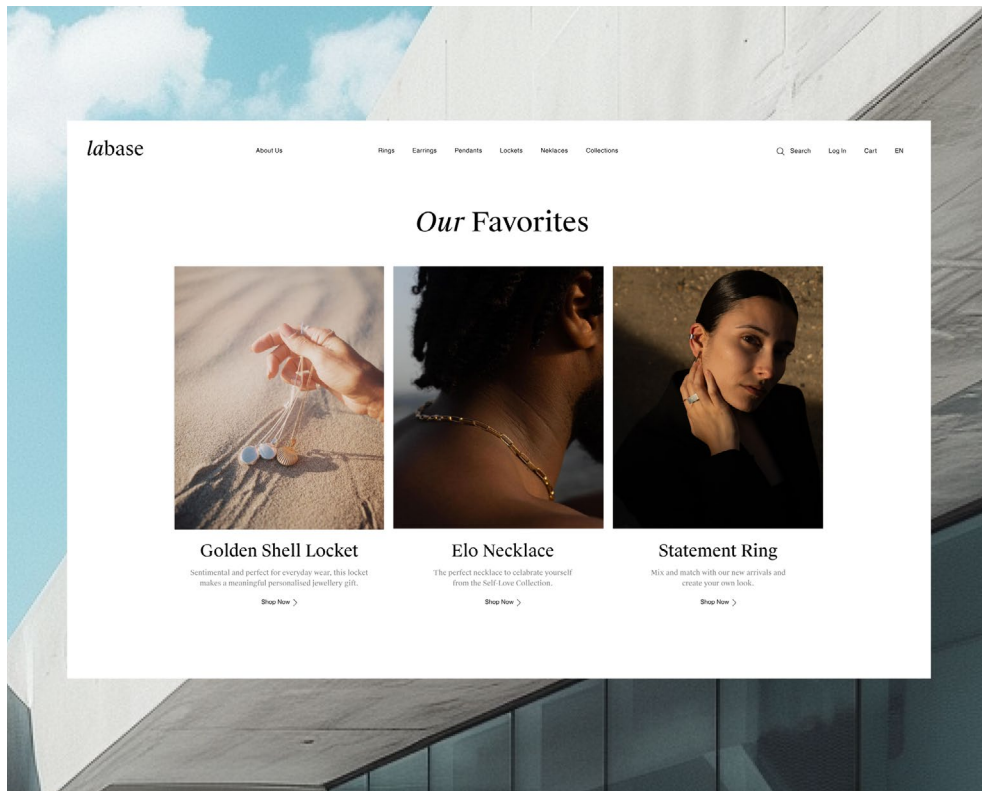 labase
About Us
Rings Earrings Pendants Lockets Neklaces Collections
Search Log In Cart EN
Our Favorites
Golden Shell Locket
Sentimental and perfect for everyday wear, this locket
makes a meaningful personalised jewellery gift.
Shop Now
Elo Necklace
The perfect necklace to celebrate yourself
from the Self-Love Collection.
Shop Now
Statement Ring
Mix and match with our new arrivals and
create your own look.
Shop Now